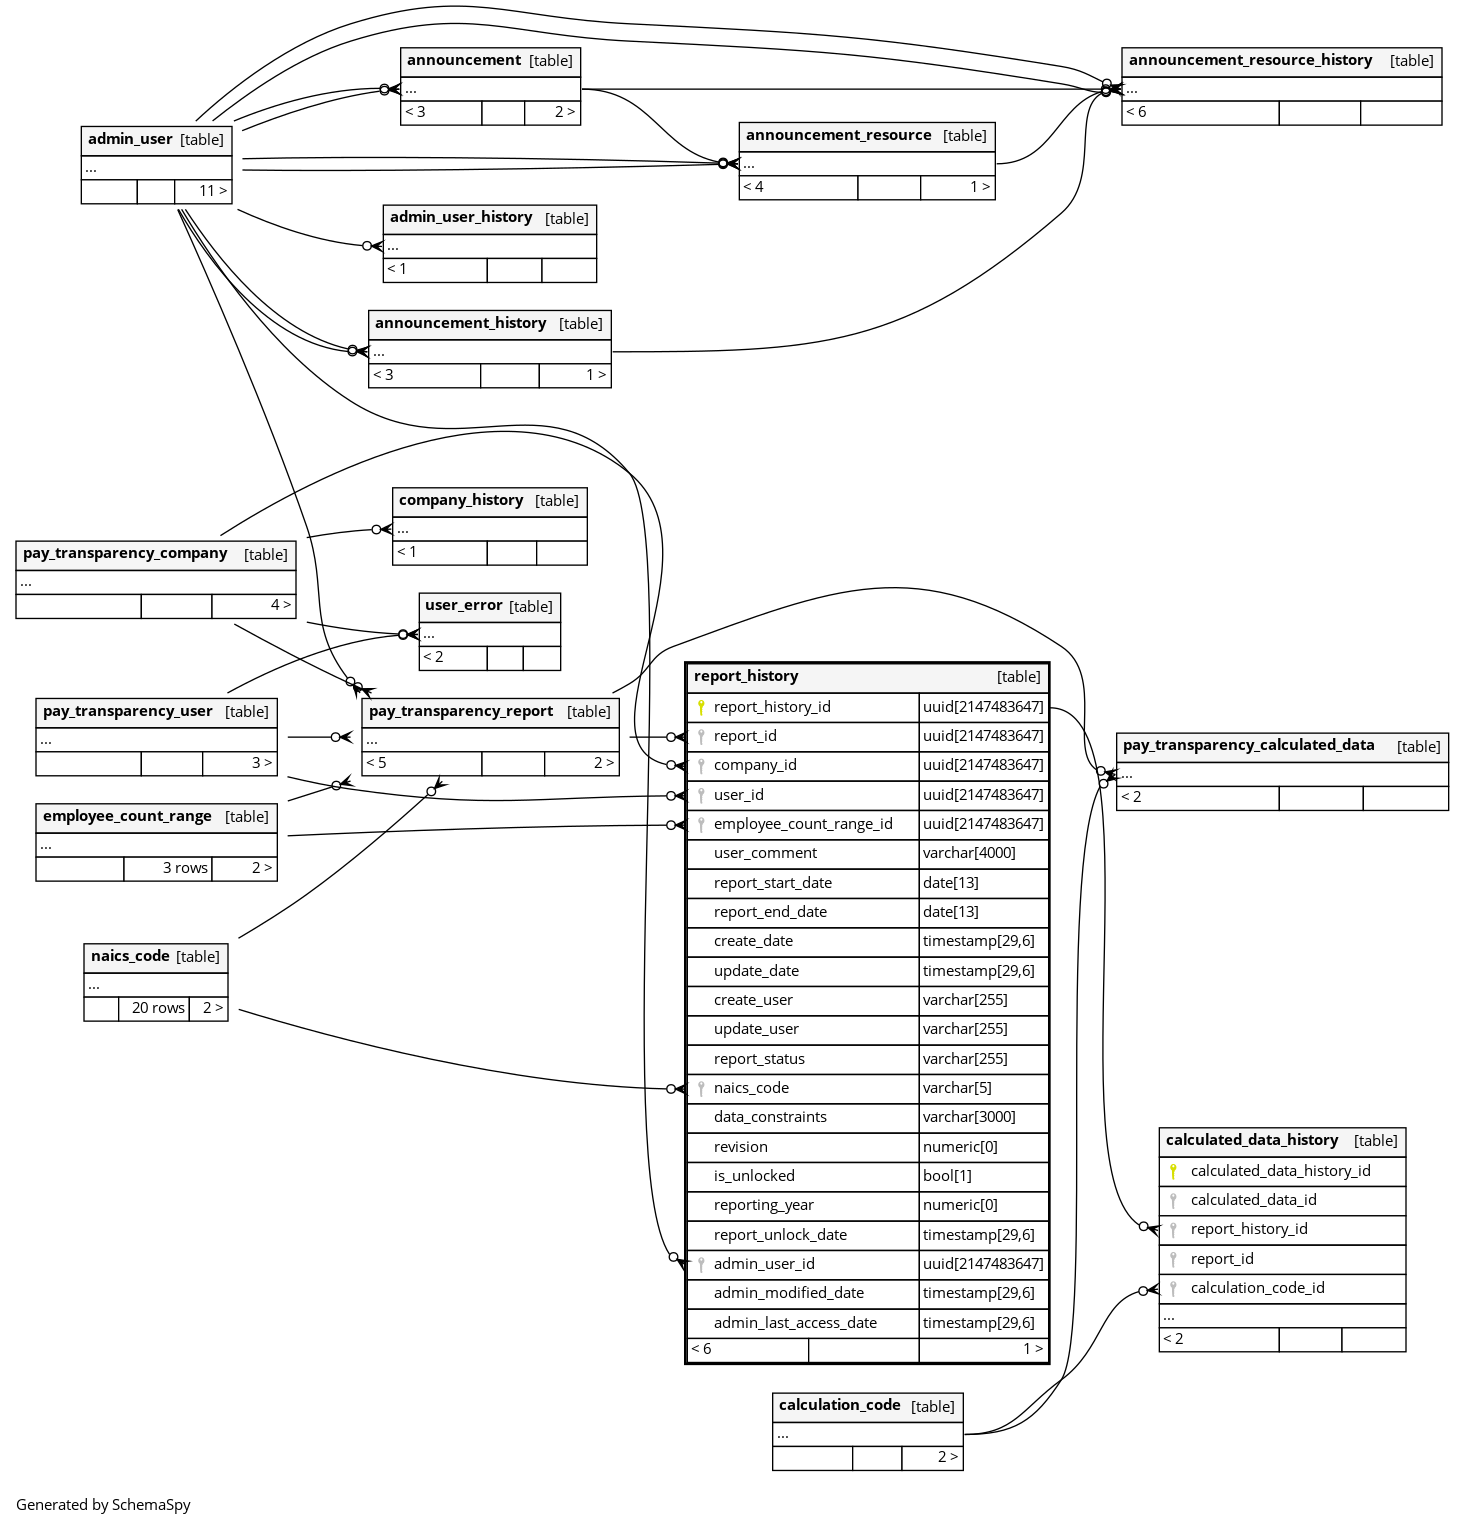 announcement [table]
...
< 3 2 >
announcement_resource_history [table]
...
< 6
admin_user [table]
...
11 >
announcement_resource [table]
...
< 4 1 >
admin_user_history [table]
...
< 1
announcement_history [table]
...
< 3 1 >
company_history [table]
...
< 1
pay_transparency_company [table]
...
4 >
user_error [table]
...
< 2
pay_transparency_user [table]
...
3 >
pay_transparency_report [table]
...
< 5 2 >
employee_count_range [table]
...
3 rows 2 >
naics_code [table]
...
20 rows 2 >
report_history [table]
report_history_id uuid[2147483647]
report_id uuid[2147483647]
company_id uuid[2147483647]
user_id uuid[2147483647]
employee_count_range_id uuid[2147483647]
user_comment varchar[4000]
report_start_date date[13]
report_end_date date[13]
create_date timestamp[29,6]
update_date timestamp[29,6]
create_user varchar[255]
update_user varchar[255]
report_status varchar[255]
naics_code varchar[5]
data_constraints varchar[3000]
revision numeric[0]
is_unlocked bool[1]
reporting_year numeric[0]
report_unlock_date timestamp[29,6]
admin_user_id uuid[2147483647]
admin_modified_date timestamp[29,6]
admin_last_access_date timestamp[29,6]
< 6 1 >
pay_transparency_calculated_data [table]
...
< 2
calculated_data_history [table]
calculated_data_history_id
calculated_data_id
report_history_id
report_id
calculation_code_id
...
< 2
calculation_code [table]
...
2 >
Generated by SchemaSpy